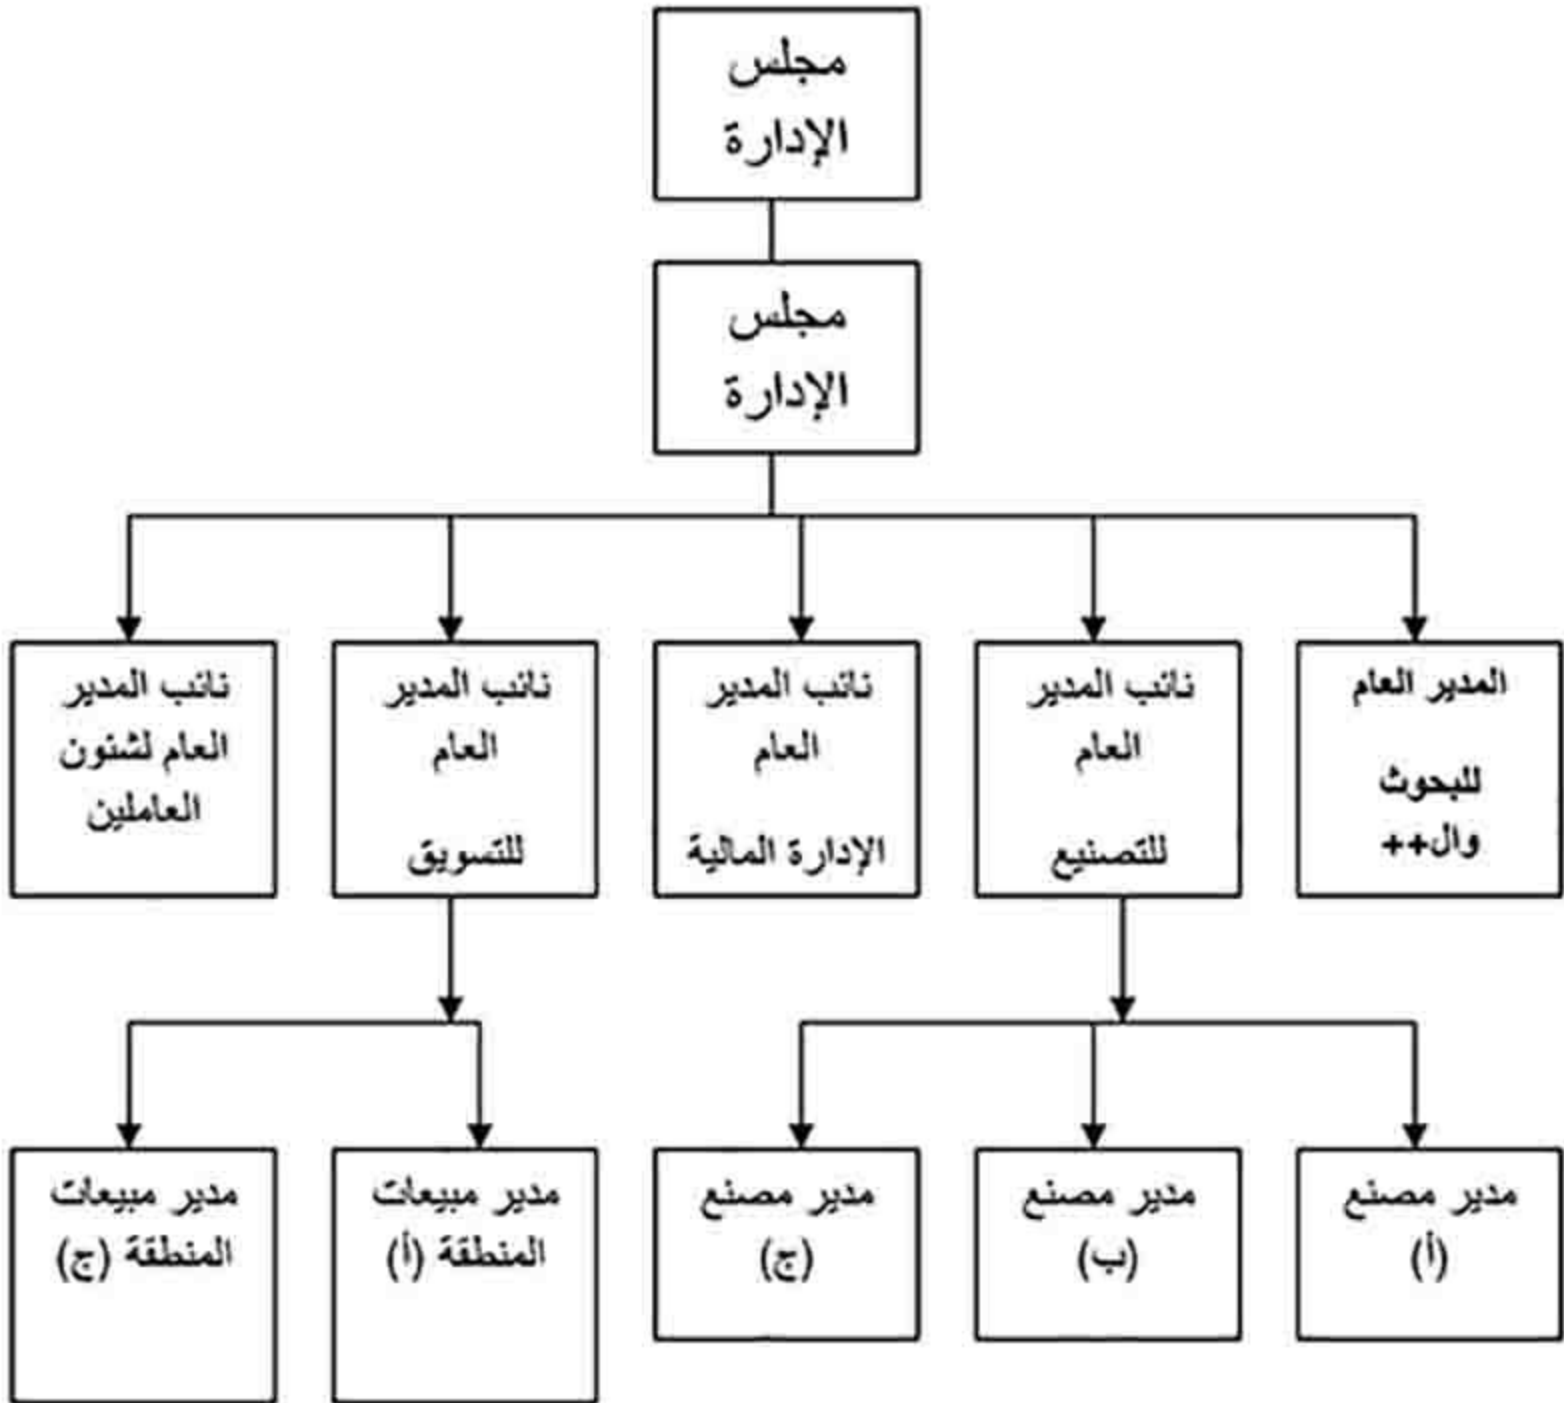 مجلس
الإدارة
مجلس
الإدارة
المدير العام
للبحوث
وال++
نائب المدير
العام
للتصنيع
نائب المدير
العام
الإدارة المالية
نائب المدير
العام
للتسويق
نائب المدير
العام لشئون
العاملين
مدير مصنع
(أ)
مدير مصنع
(ب)
مدير مصنع
(ج)
مدير مبيعات
المنطقة (أ)
مدير مبيعات
المنطقة (ج)